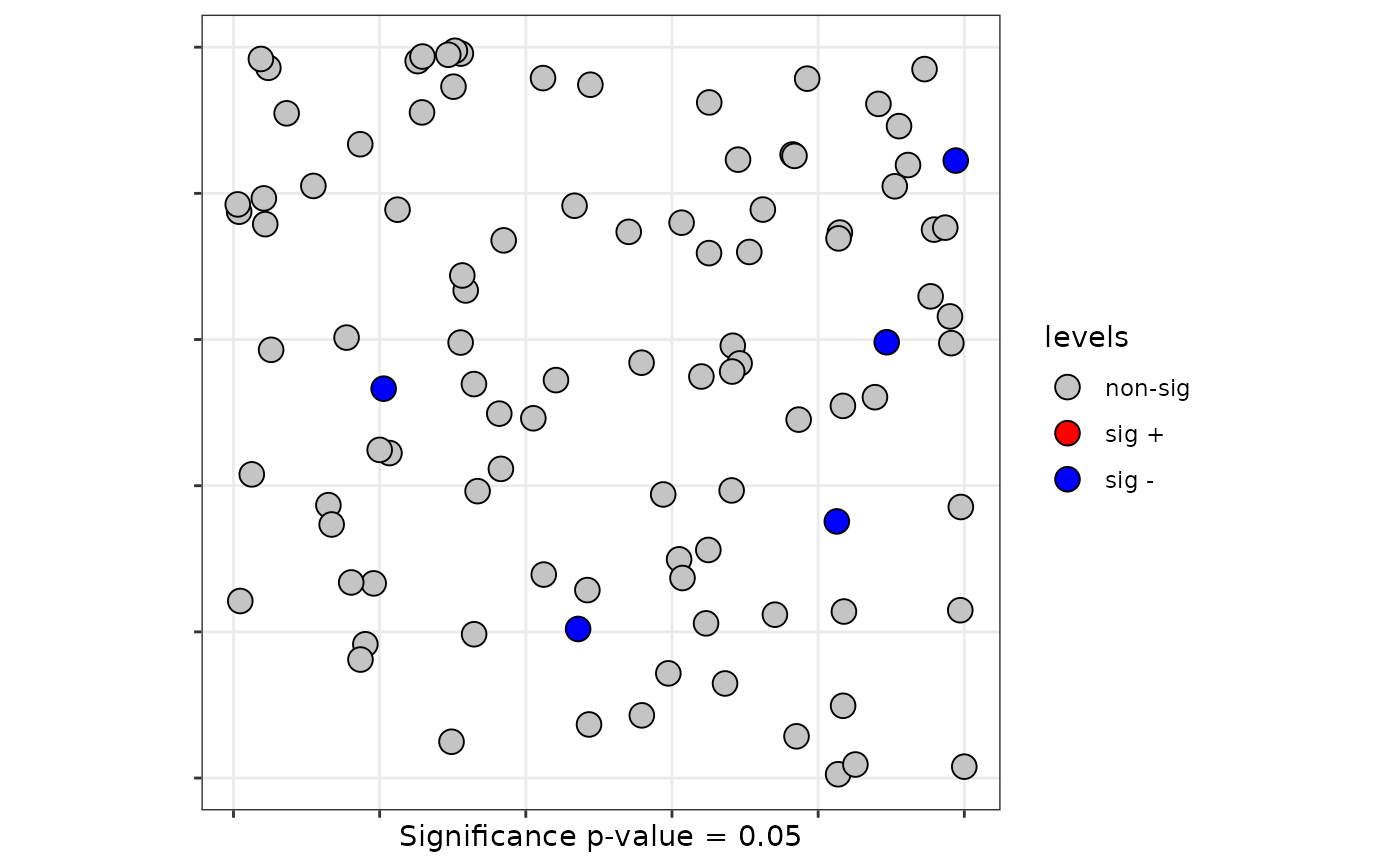 levels
non-sig
sig +
sig -
Significance p-value = 0.05